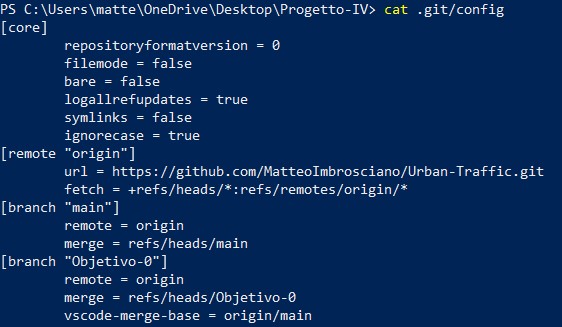 PS C:\Users\matte\OneDrive\Desktop\Progetto-IV> cat .git/config
[core]
        repositoryformatversion = 0
        filemode = false
        bare = false
        logallrefupdates = true
        symlinks = false
        ignorecase = true
[remote "origin"]
        url = https://github.com/MatteoImbrosciano/Urban-Traffic.git
        fetch = +refs/heads/*:refs/remotes/origin/*
[branch "main"]
        remote = origin
        merge = refs/heads/main
[branch "Objetivo-0"]
        remote = origin
        merge = refs/heads/Objetivo-0
        vscode-merge-base = origin/main